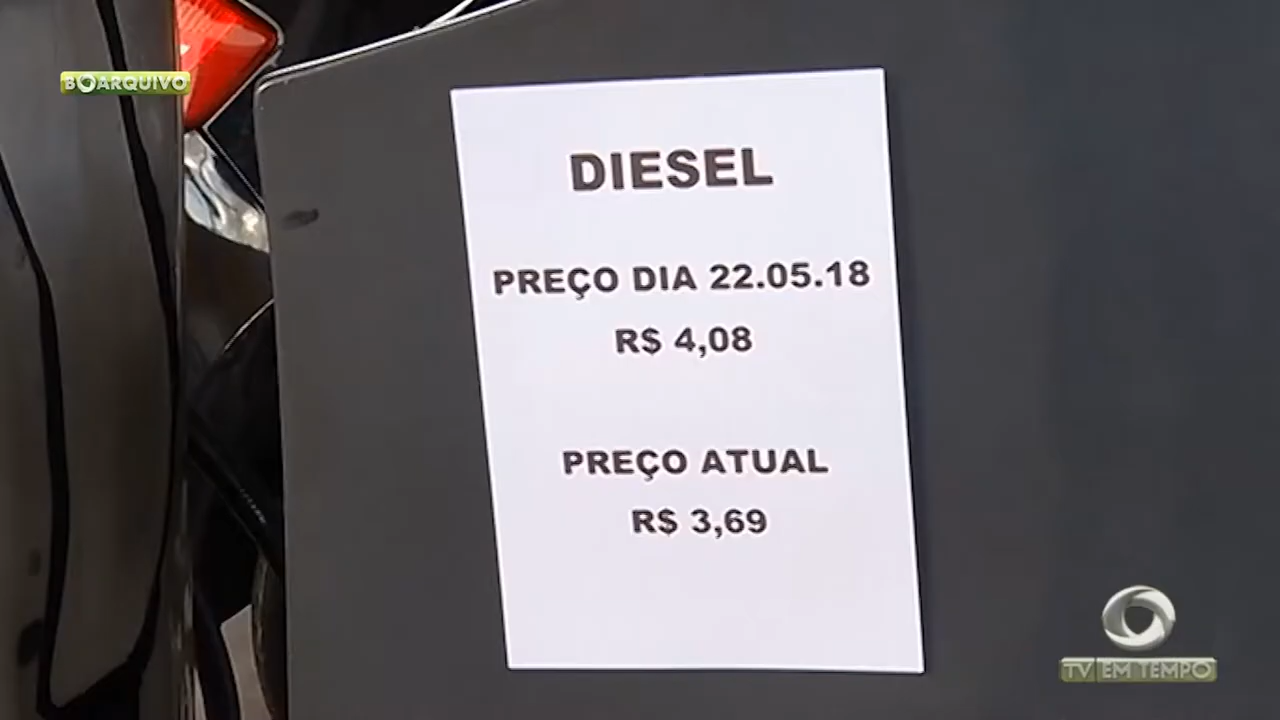 BOARQUIVO
DIESEL
PREÇO DIA 22.05.18
R$ 4,08
PREÇO ATUAL
R$ 3,69
TV EM TEMPO